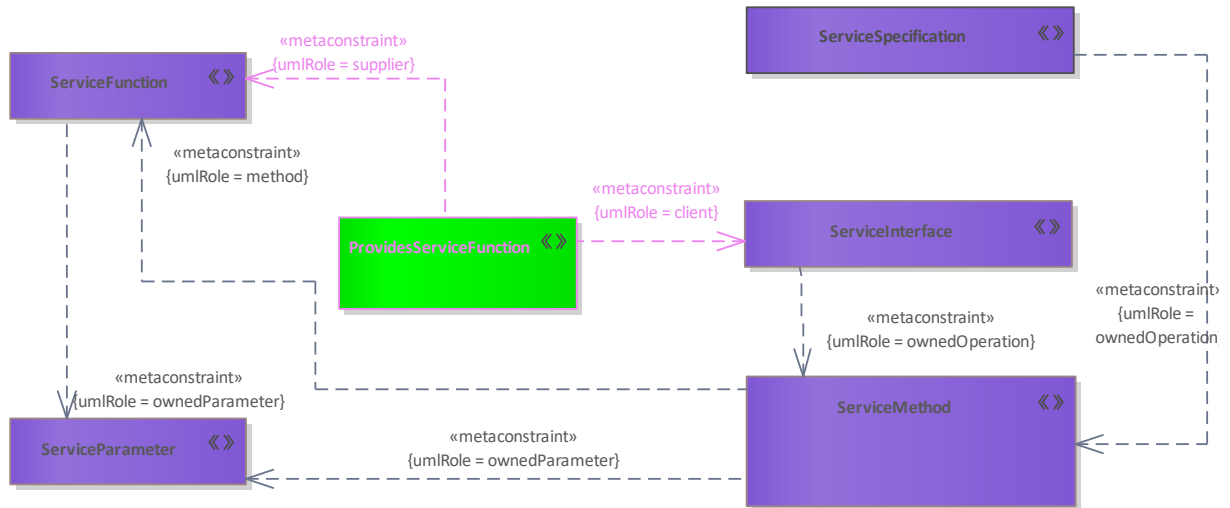 «metaconstraint»
{umlRole = supplier}
ServiceSpecification
ServiceFunction
«metaconstraint»
{umlRole = method}
«metaconstraint»
{umlRole = client}
ProvidesServiceFunction
ServiceInterface
«metaconstraint»
{umlRole =
ownedOperation}
«metaconstraint»
{umlRole = ownedOperation}
«metaconstraint»
{umlRole = ownedParameter}
ServiceMethod
ServiceParameter
«metaconstraint»
{umlRole = ownedParameter}